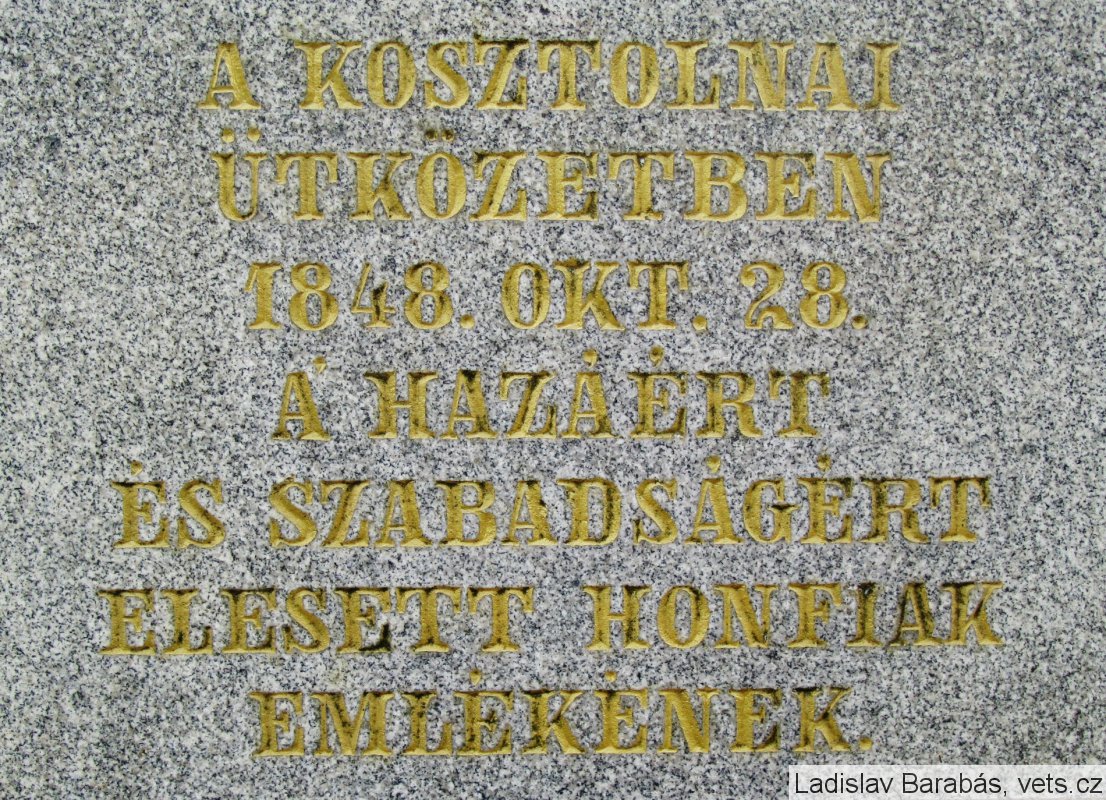 A KOSZTOLNAI
ÜTKÖZETBEN
1848. OKT. 28.
A' HAZÁÉRT
ÉS SZABADSÁGÉRT
ELESETT HONFIAK
EMLÉKÉNEK.
Ladislav Barabás, vets.cz